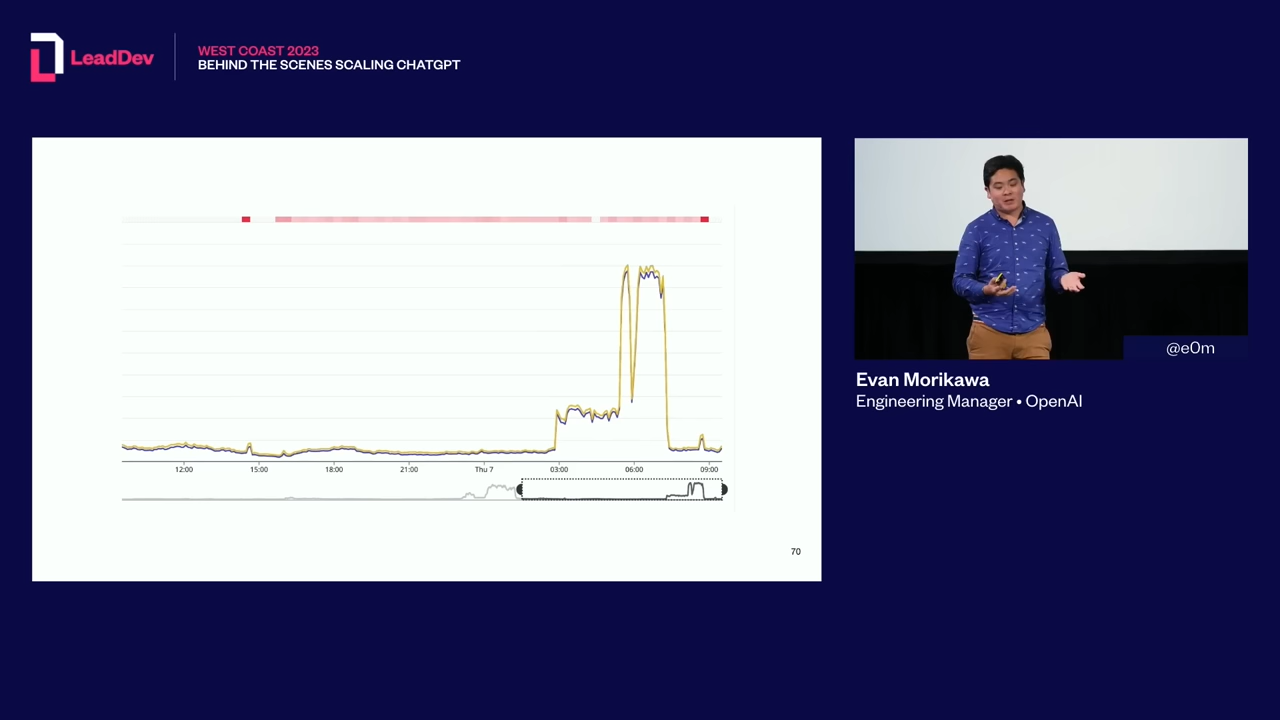 LeadDev
WEST COAST 2023
BEHIND THE SCENES SCALING CHATGPT
12:00 15:00 18:00 21:00 Thu 7 03:00 06:00 09:00
70
@e0m
Evan Morikawa
Engineering Manager • OpenAI